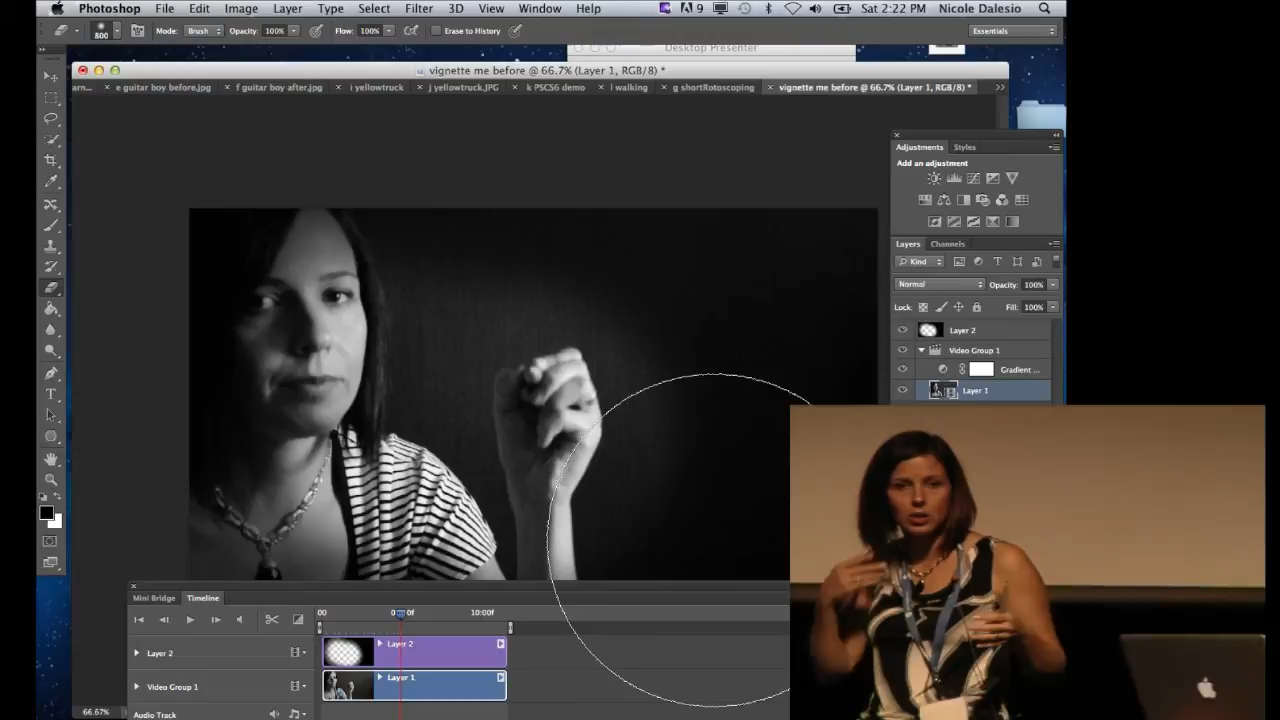 Photoshop File Edit Image Layer Type Select Filter 3D View Window Help 9 Sat 2:22 PM Nicole Dalesio
800 Mode: Brush Opacity: 100% Flow: 100% Erase to History Essentials
Desktop Presenter
vignette me before @ 66.7% (Layer 1, RGB/8) *
arn... × e guitar boy before.jpg × f guitar boy after.jpg × i yellowtruck × j yellowtruck.JPG × k PSCS6 demo × l walking × g shortRotoscoping × vignette me before @ 66.7% (Layer 1, RGB/8) * >>
Adjustments Styles
Add an adjustment
Layers Channels
Kind
Normal Opacity: 100%
Lock: Fill: 100%
Layer 2
Video Group 1
Gradient ...
Layer 1
Mini Bridge Timeline
00 10:00f
Layer 2 Layer 2
Layer 1
Video Group 1
66.67% Audio Track